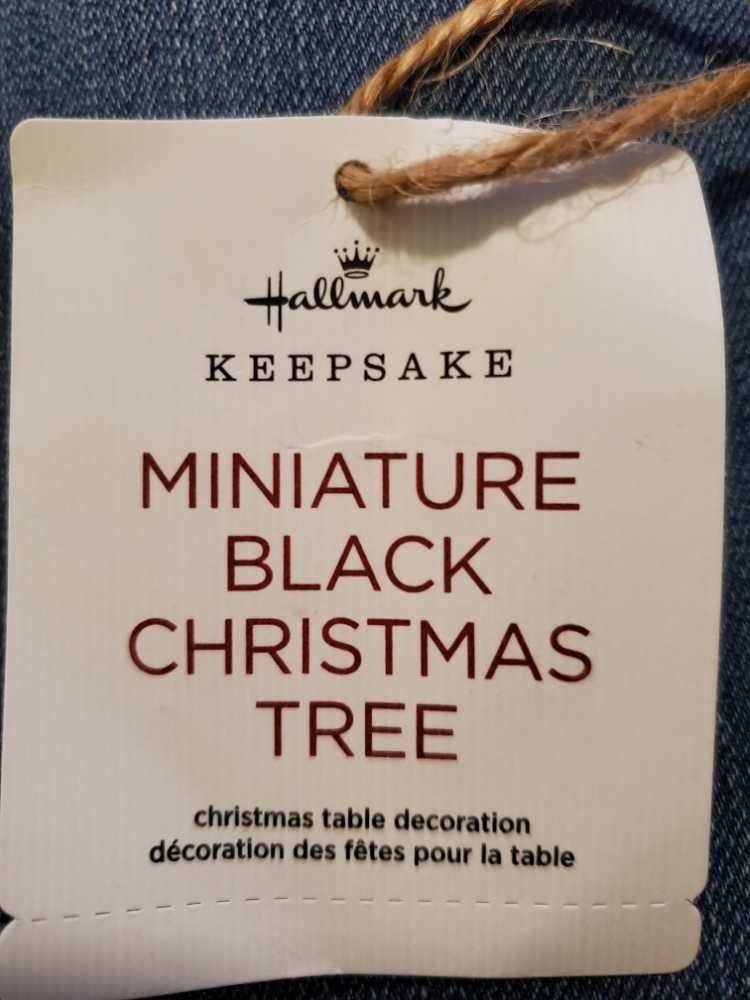 Hallmark
KEEPSAKE
MINIATURE
BLACK
CHRISTMAS
TREE
christmas table decoration
décoration des fêtes pour la table